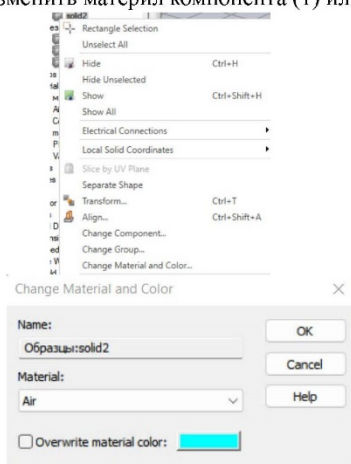 зменить материл компонента (1) ил
solid2
Rectangle Selection
Unselect All
Hide Ctrl+H
Hide Unselected
Show Ctrl+Shift+H
Show All
Electrical Connections
Local Solid Coordinates
Slice by UV Plane
Separate Shape
Transform... Ctrl+T
Align... Ctrl+Shift+A
Change Component...
Change Group...
Change Material and Color...
Change Material and Color
Name:
Образцы:solid2
Material:
Air
Overwrite material color:
OK
Cancel
Help